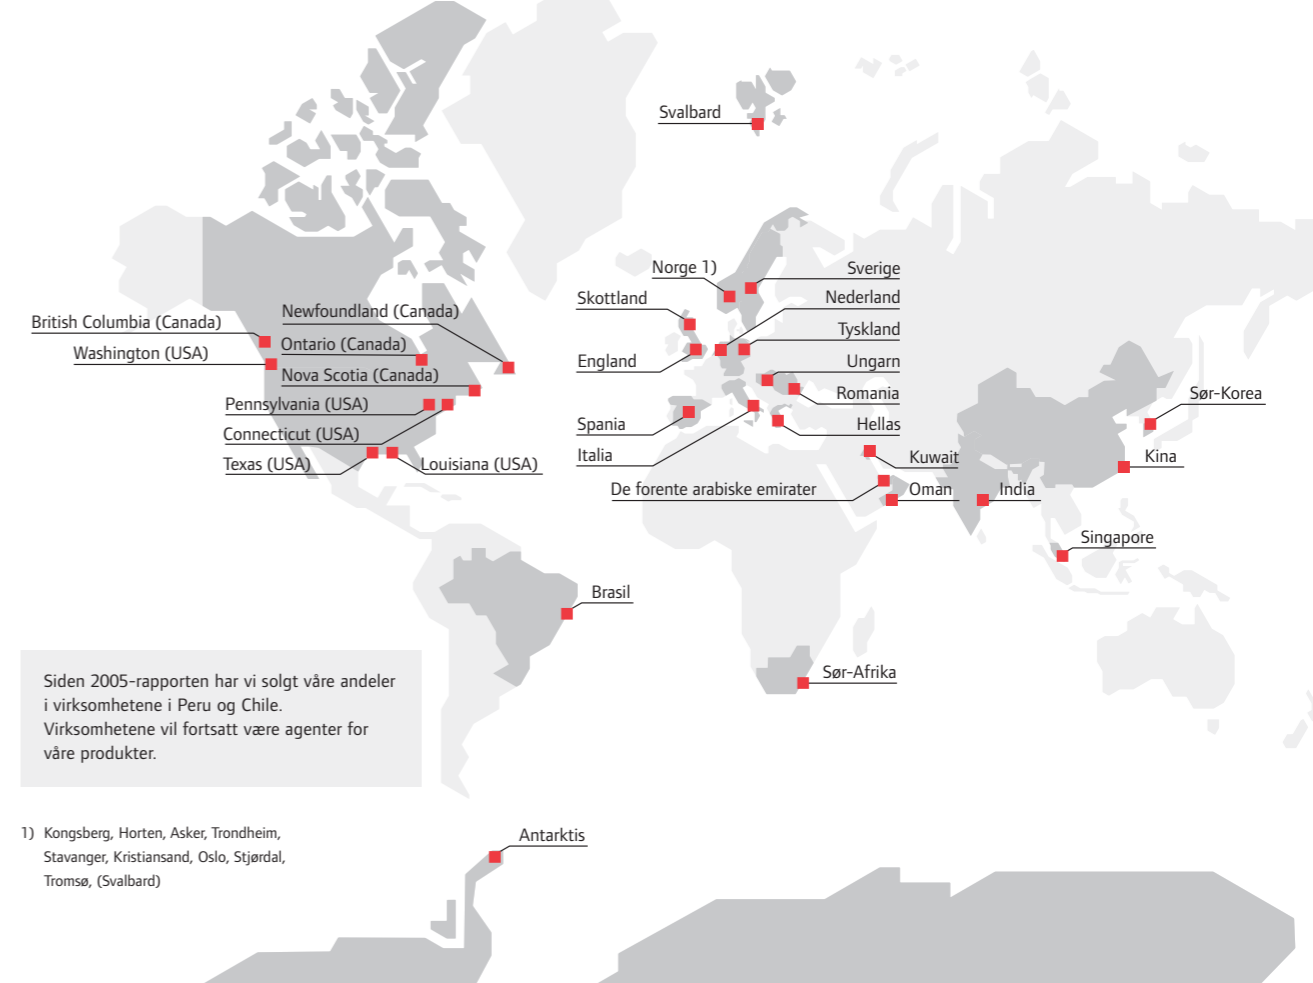 Svalbard
Norge 1)
Sverige
Skottland
Nederland
Newfoundland (Canada)
British Columbia (Canada)
Tyskland
Ontario (Canada)
Washington (USA)
England
Ungarn
Nova Scotia (Canada)
Romania
Sør-Korea
Pennsylvania (USA)
Spania
Hellas
Connecticut (USA)
Italia
Kuwait
Kina
Texas (USA)
Louisiana (USA)
De forente arabiske emirater
Oman
India
Singapore
Brasil
Sør-Afrika
Siden 2005-rapporten har vi solgt våre andeler
i virksomhetene i Peru og Chile.
Virksomhetene vil fortsatt være agenter for
våre produkter.
1) Kongsberg, Horten, Asker, Trondheim,
Stavanger, Kristiansand, Oslo, Stjørdal,
Tromsø, (Svalbard)
Antarktis